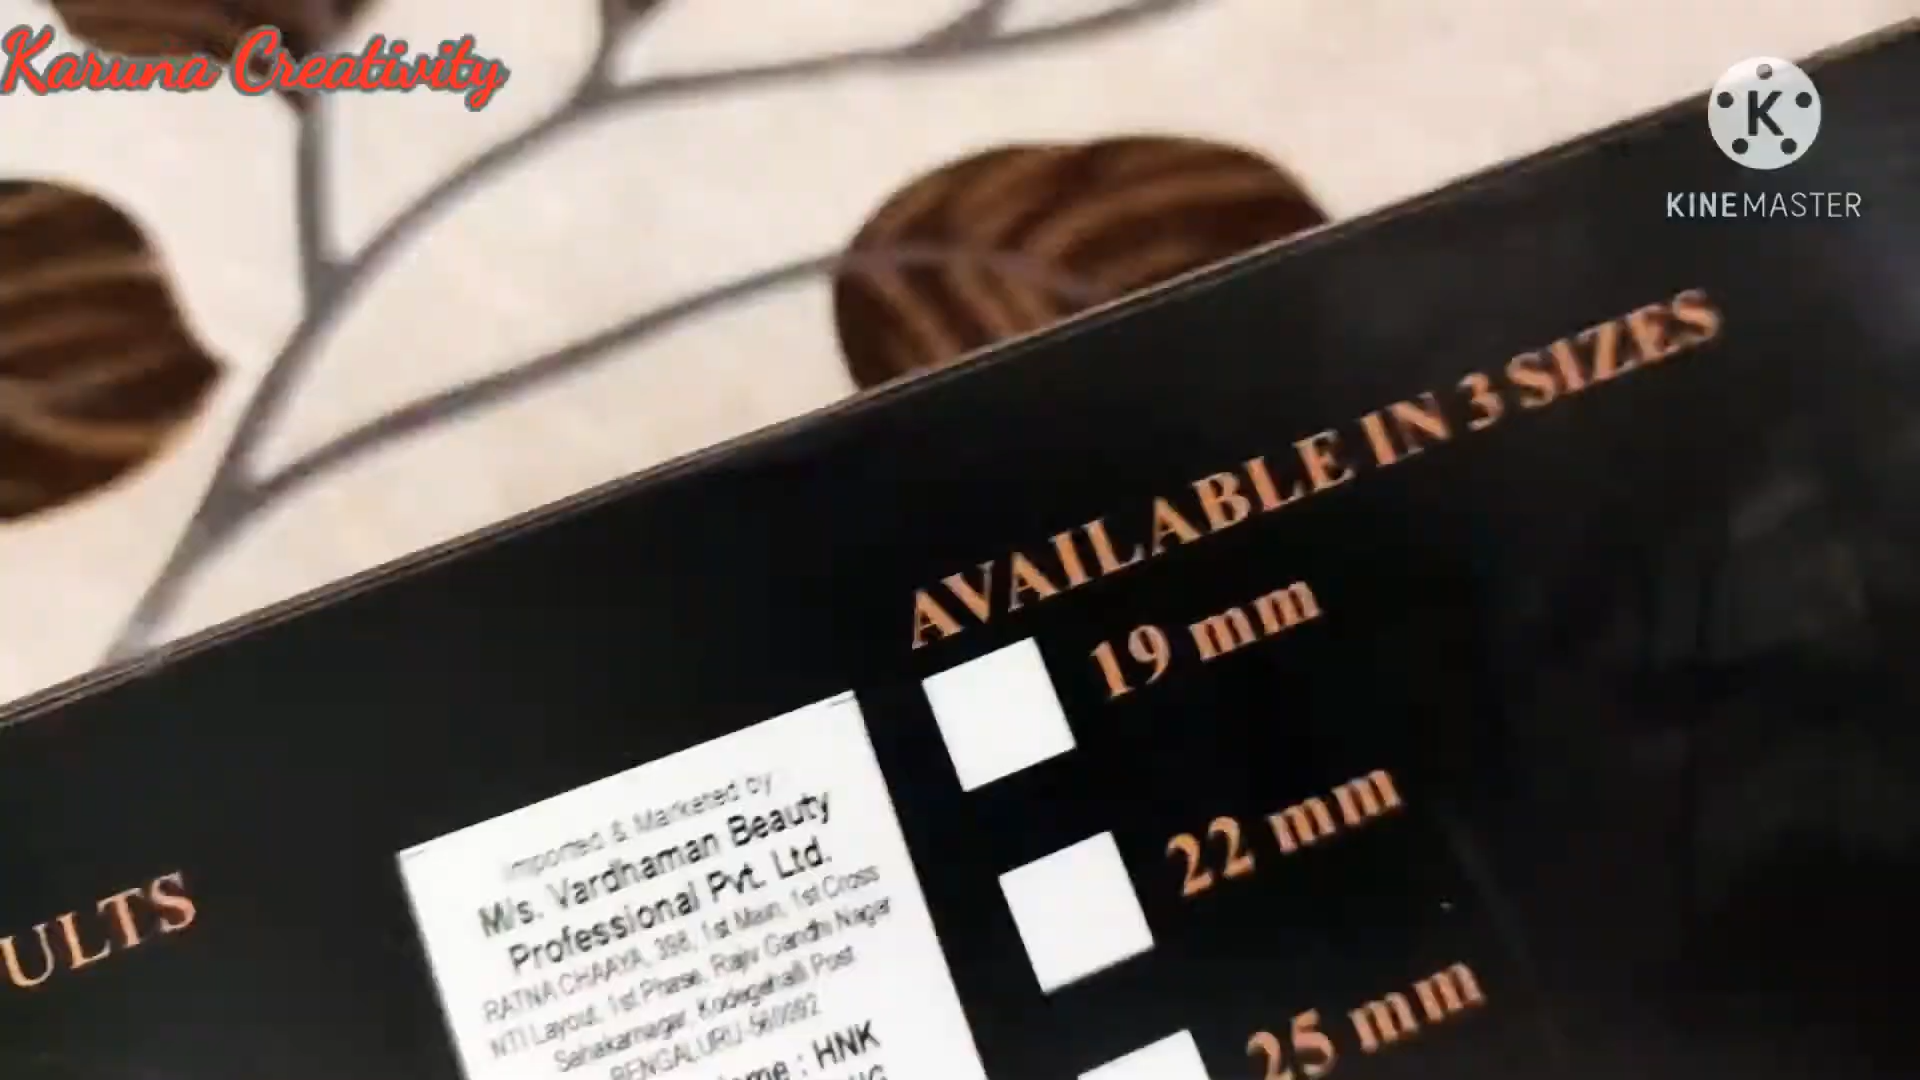 Karuna Creativity
K
KINEMASTER
AVAILABLE IN 3 SIZES
19 mm
22 mm
25 mm
ULTS
Imported & Marketed by
M/s. Vardhaman Beauty
Professional Pvt. Ltd.
RATNA CHAAYA, 398, 1st Main, 1st Cross
NTI Layout, 1st Phase, Rajiv Gandhi Nagar
Sahakarnagar, Kodegehalli Post
BENGALURU-560092
ame : HNK